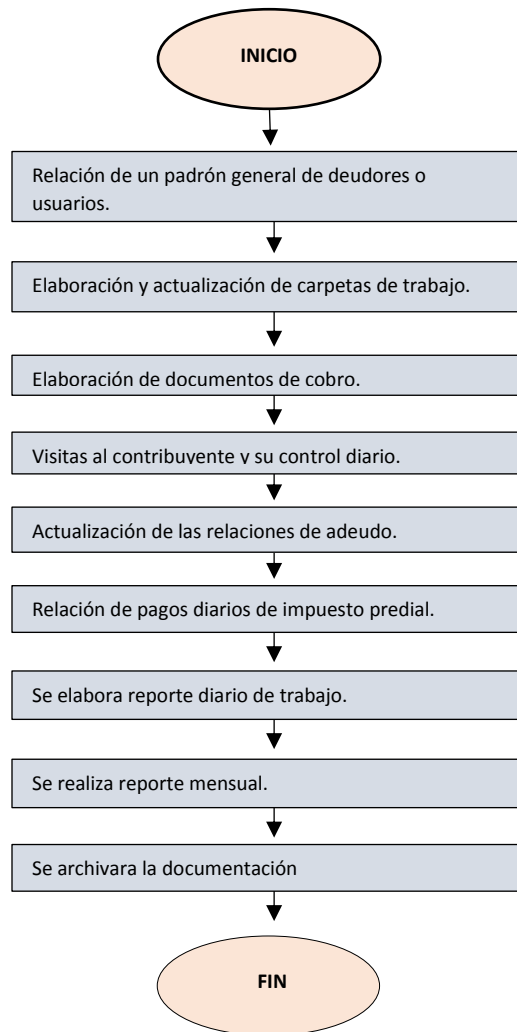 INICIO
Relación de un padrón general de deudores o
usuarios.
Elaboración y actualización de carpetas de trabajo.
Elaboración de documentos de cobro.
Visitas al contribuyente y su control diario.
Actualización de las relaciones de adeudo.
Relación de pagos diarios de impuesto predial.
Se elabora reporte diario de trabajo.
Se realiza reporte mensual.
Se archivara la documentación
FIN